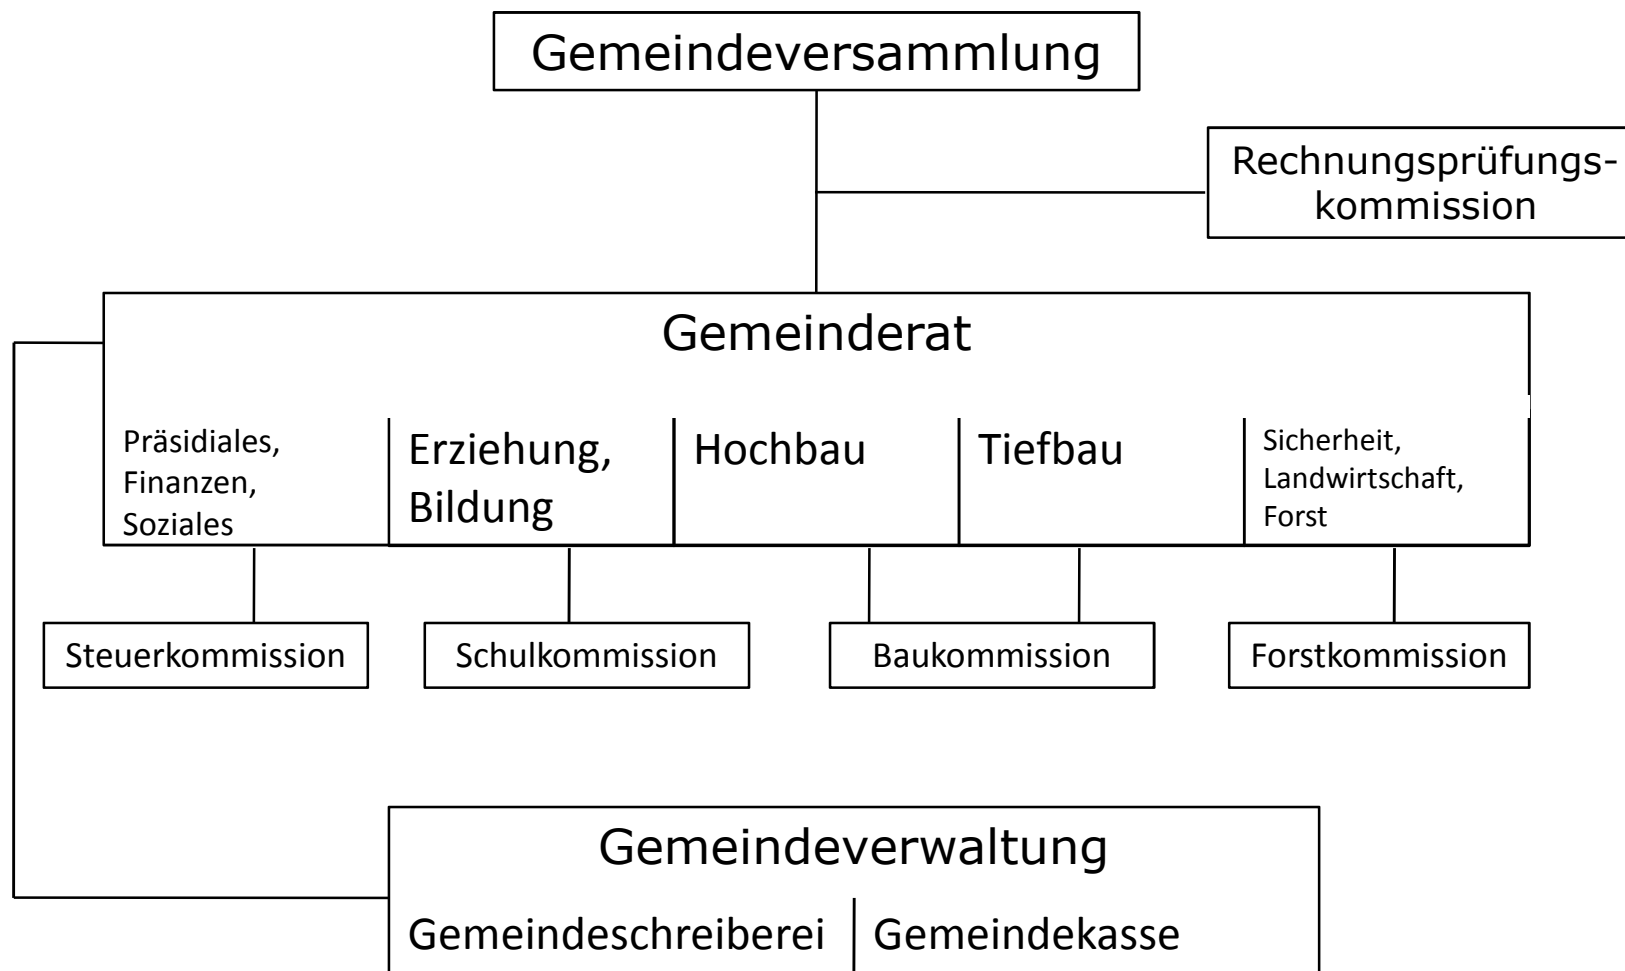 Gemeindeversammlung
Rechnungsprüfungs-
kommission
Gemeinderat
Präsidiales,
Finanzen,
Soziales
Erziehung,
Bildung
Hochbau
Tiefbau
Sicherheit,
Landwirtschaft,
Forst
Steuerkommission
Schulkommission
Baukommission
Forstkommission
Gemeindeverwaltung
Gemeindeschreiberei
Gemeindekasse